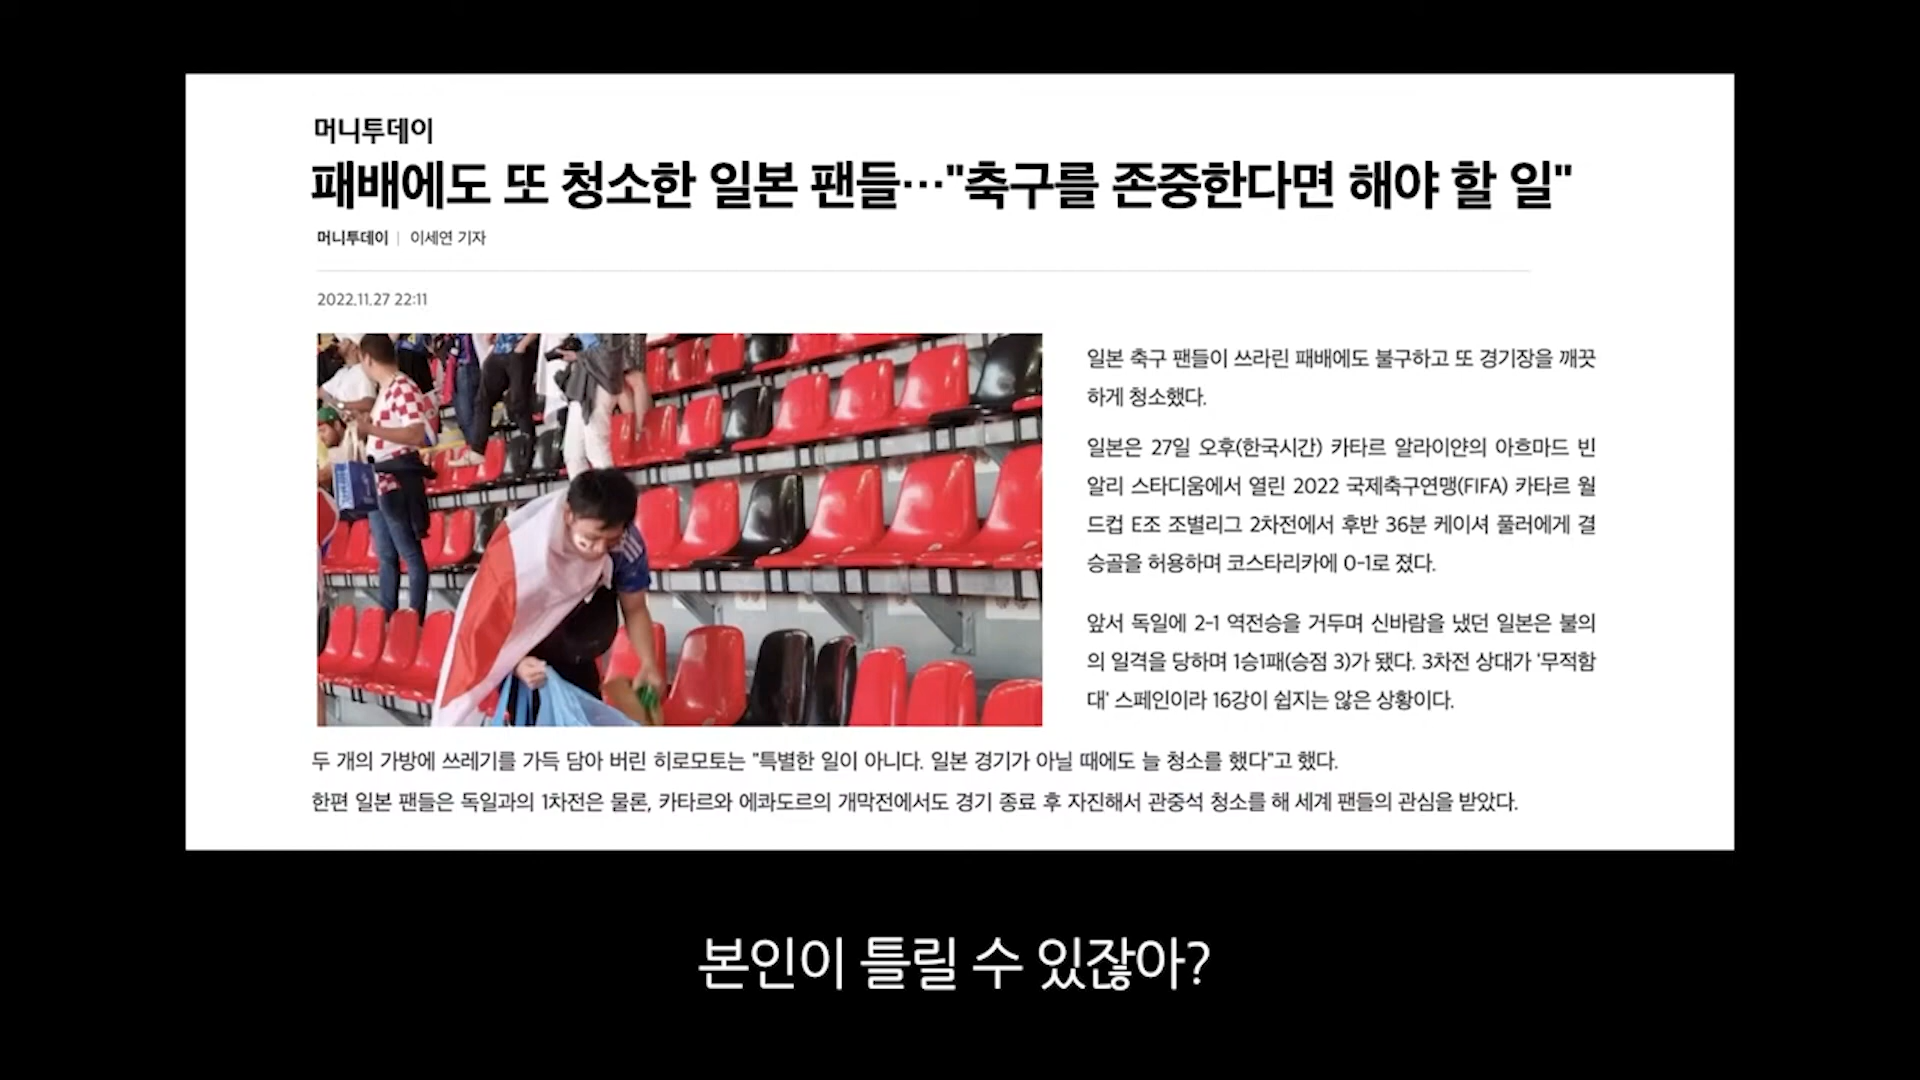 머니투데이
패배에도 또 청소한 일본 팬들…"축구를 존중한다면 해야 할 일"
머니투데이 | 이세연 기자
2022.11.27 22:11
일본 축구 팬들이 쓰라린 패배에도 불구하고 또 경기장을 깨끗
하게 청소했다.
일본은 27일 오후(한국시간) 카타르 알라이얀의 아흐마드 빈
알리 스타디움에서 열린 2022 국제축구연맹(FIFA) 카타르 월
드컵 E조 조별리그 2차전에서 후반 36분 케이셔 풀러에게 결
승골을 허용하며 코스타리카에 0-1로 졌다.
앞서 독일에 2-1 역전승을 거두며 신바람을 냈던 일본은 불의
의 일격을 당하며 1승1패(승점 3)가 됐다. 3차전 상대가 '무적함
대' 스페인이라 16강이 쉽지는 않은 상황이다.
두 개의 가방에 쓰레기를 가득 담아 버린 히로모토는 "특별한 일이 아니다. 일본 경기가 아닐 때에도 늘 청소를 했다"고 했다.
한편 일본 팬들은 독일과의 1차전은 물론, 카타르와 에콰도르의 개막전에서도 경기 종료 후 자진해서 관중석 청소를 해 세계 팬들의 관심을 받았다.
본인이 틀릴 수 있잖아?